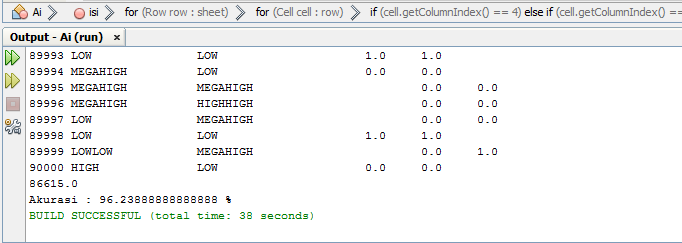 Ai isi for (Row row : sheet) for (Cell cell : row) if (cell.getColumnIndex() == 4) else if (cell.getColumnIndex() ==
Output - Ai (run) ×
89993 LOW LOW 1.0 1.0
89994 MEGAHIGH LOW 0.0 0.0
89995 MEGAHIGH MEGAHIGH 0.0 0.0
89996 MEGAHIGH HIGHHIGH 0.0 0.0
89997 LOW MEGAHIGH 0.0 0.0
89998 LOW LOW 1.0 1.0
89999 LOWLOW MEGAHIGH 0.0 1.0
90000 HIGH LOW 0.0 0.0
86615.0
Akurasi : 96.23888888888888 %
BUILD SUCCESSFUL (total time: 38 seconds)